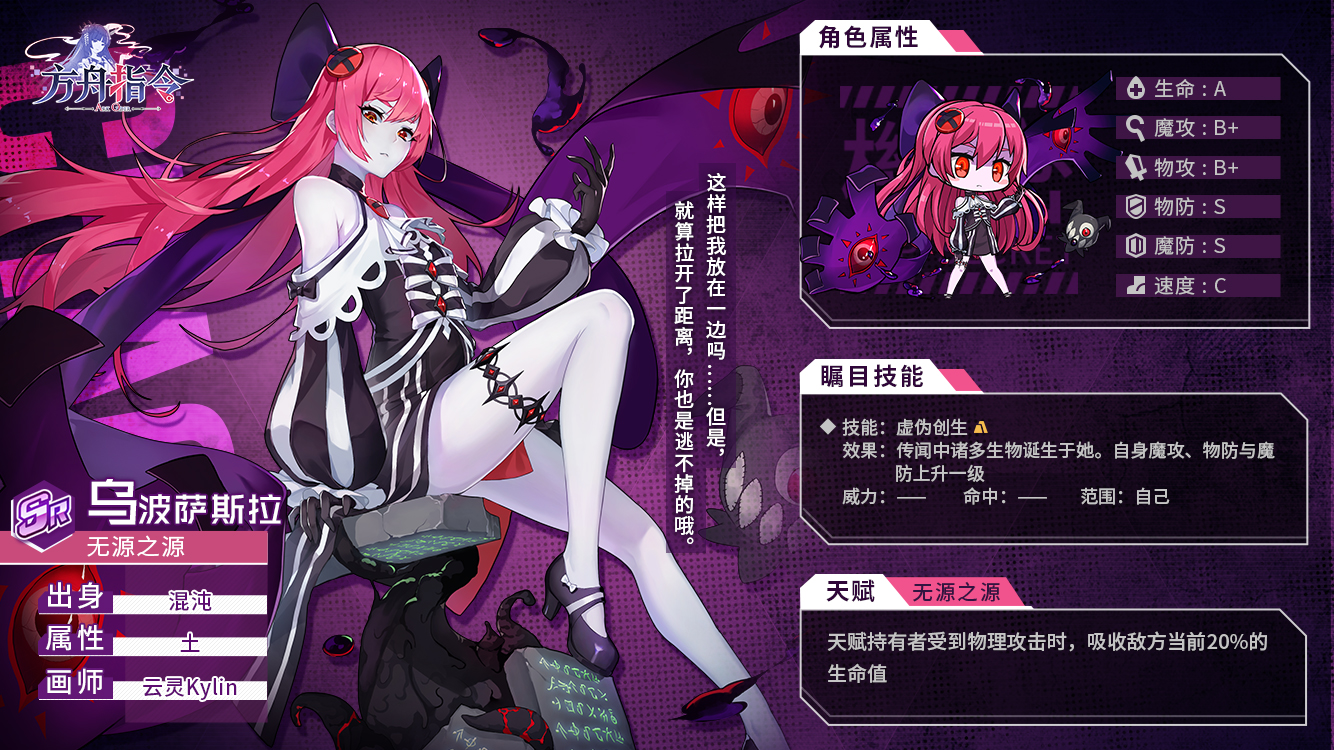 方舟指令
ARK ORDER
角色属性
生命：A
魔攻：B+
物攻：B+
物防：S
魔防：S
速度：C
这样把我放在一边吗……但是，
就算拉开了距离，你也是逃不掉的哦。
瞩目技能
技能：虚伪创生
效果：传闻中诸多生物诞生于她。自身魔攻、物防与魔
防上升一级
威力：—— 命中：—— 范围：自己
SR
乌波萨斯拉
无源之源
出身 混沌
属性 土
画师 云灵Kylin
天赋 无源之源
天赋持有者受到物理攻击时，吸收敌方当前20%的
生命值